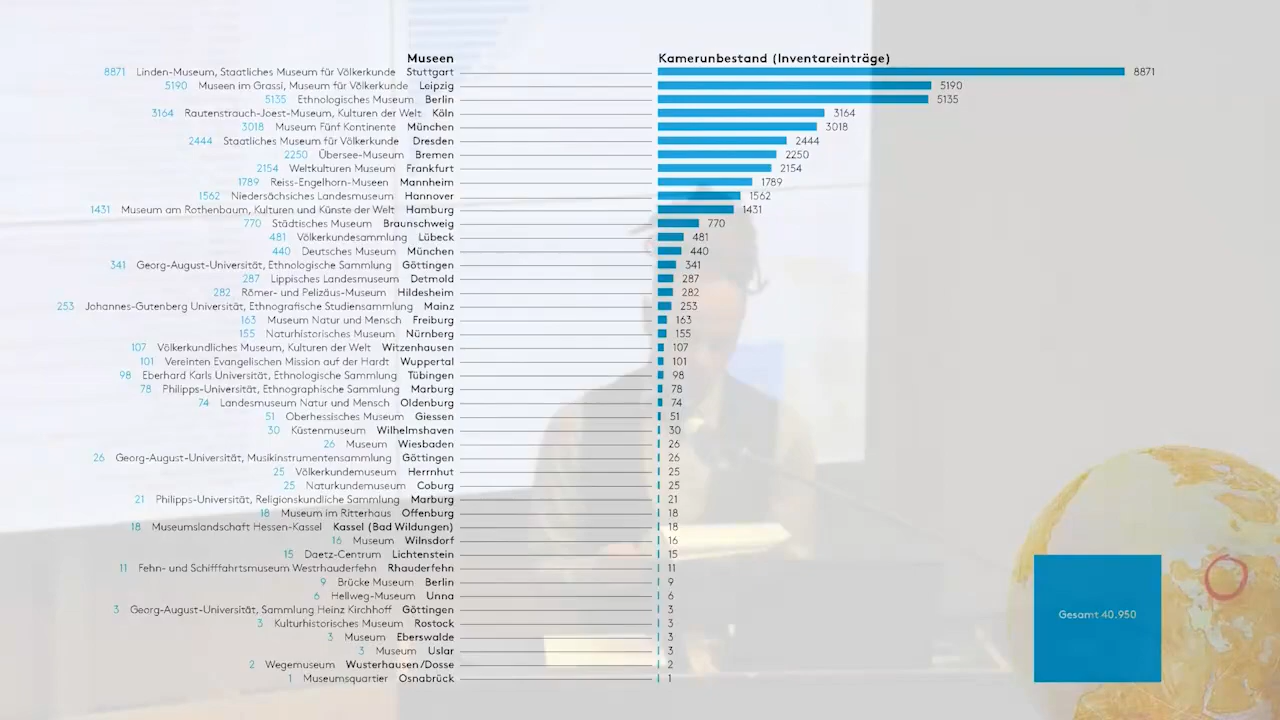 Museen Kamerunbestand (Inventareinträge)
8871 Linden-Museum, Staatliches Museum für Völkerkunde Stuttgart 8871
5190 Museen im Grassi, Museum für Völkerkunde Leipzig 5190
5135 Ethnologisches Museum Berlin 5135
3164 Rautenstrauch-Joest-Museum, Kulturen der Welt Köln 3164
3018 Museum Fünf Kontinente München 3018
2444 Staatliches Museum für Völkerkunde Dresden 2444
2250 Übersee-Museum Bremen 2250
2154 Weltkulturen Museum Frankfurt 2154
1789 Reiss-Engelhorn-Museen Mannheim 1789
1562 Niedersächsisches Landesmuseum Hannover 1562
1431 Museum am Rothenbaum, Kulturen und Künste der Welt Hamburg 1431
770 Städtisches Museum Braunschweig 770
481 Völkerkundesammlung Lübeck 481
440 Deutsches Museum München 440
341 Georg-August-Universität, Ethnologische Sammlung Göttingen 341
287 Lippisches Landesmuseum Detmold 287
282 Römer- und Pelizäus-Museum Hildesheim 282
253 Johannes-Gutenberg Universität, Ethnografische Studiensammlung Mainz 253
163 Museum Natur und Mensch Freiburg 163
155 Naturhistorisches Museum Nürnberg 155
107 Völkerkundliches Museum, Kulturen der Welt Witzenhausen 107
101 Vereinten Evangelischen Mission auf der Hardt Wuppertal 101
98 Eberhard Karls Universität, Ethnologische Sammlung Tübingen 98
78 Philipps-Universität, Ethnographische Sammlung Marburg 78
74 Landesmuseum Natur und Mensch Oldenburg 74
51 Oberhessisches Museum Giessen 51
30 Küstenmuseum Wilhelmshaven 30
26 Museum Wiesbaden 26
26 Georg-August-Universität, Musikinstrumentensammlung Göttingen 26
25 Völkerkundemuseum Herrnhut 25
25 Naturkundemuseum Coburg 25
21 Philipps-Universität, Religionskundliche Sammlung Marburg 21
18 Museum im Ritterhaus Offenburg 18
18 Museumslandschaft Hessen-Kassel Kassel (Bad Wildungen) 18
16 Museum Wilnsdorf 16
15 Daetz-Centrum Lichtenstein 15
11 Fehn- und Schifffahrtsmuseum Westrhauderfehn Rhauderfehn 11
9 Brücke Museum Berlin 9
6 Hellweg-Museum Unna 6
3 Georg-August-Universität, Sammlung Heinz Kirchhoff Göttingen 3
3 Kulturhistorisches Museum Rostock 3
3 Museum Eberswalde 3
3 Museum Uslar 3
2 Wegemuseum Wusterhausen/Dosse 2
1 Museumsquartier Osnabrück 1
Gesamt 40.950